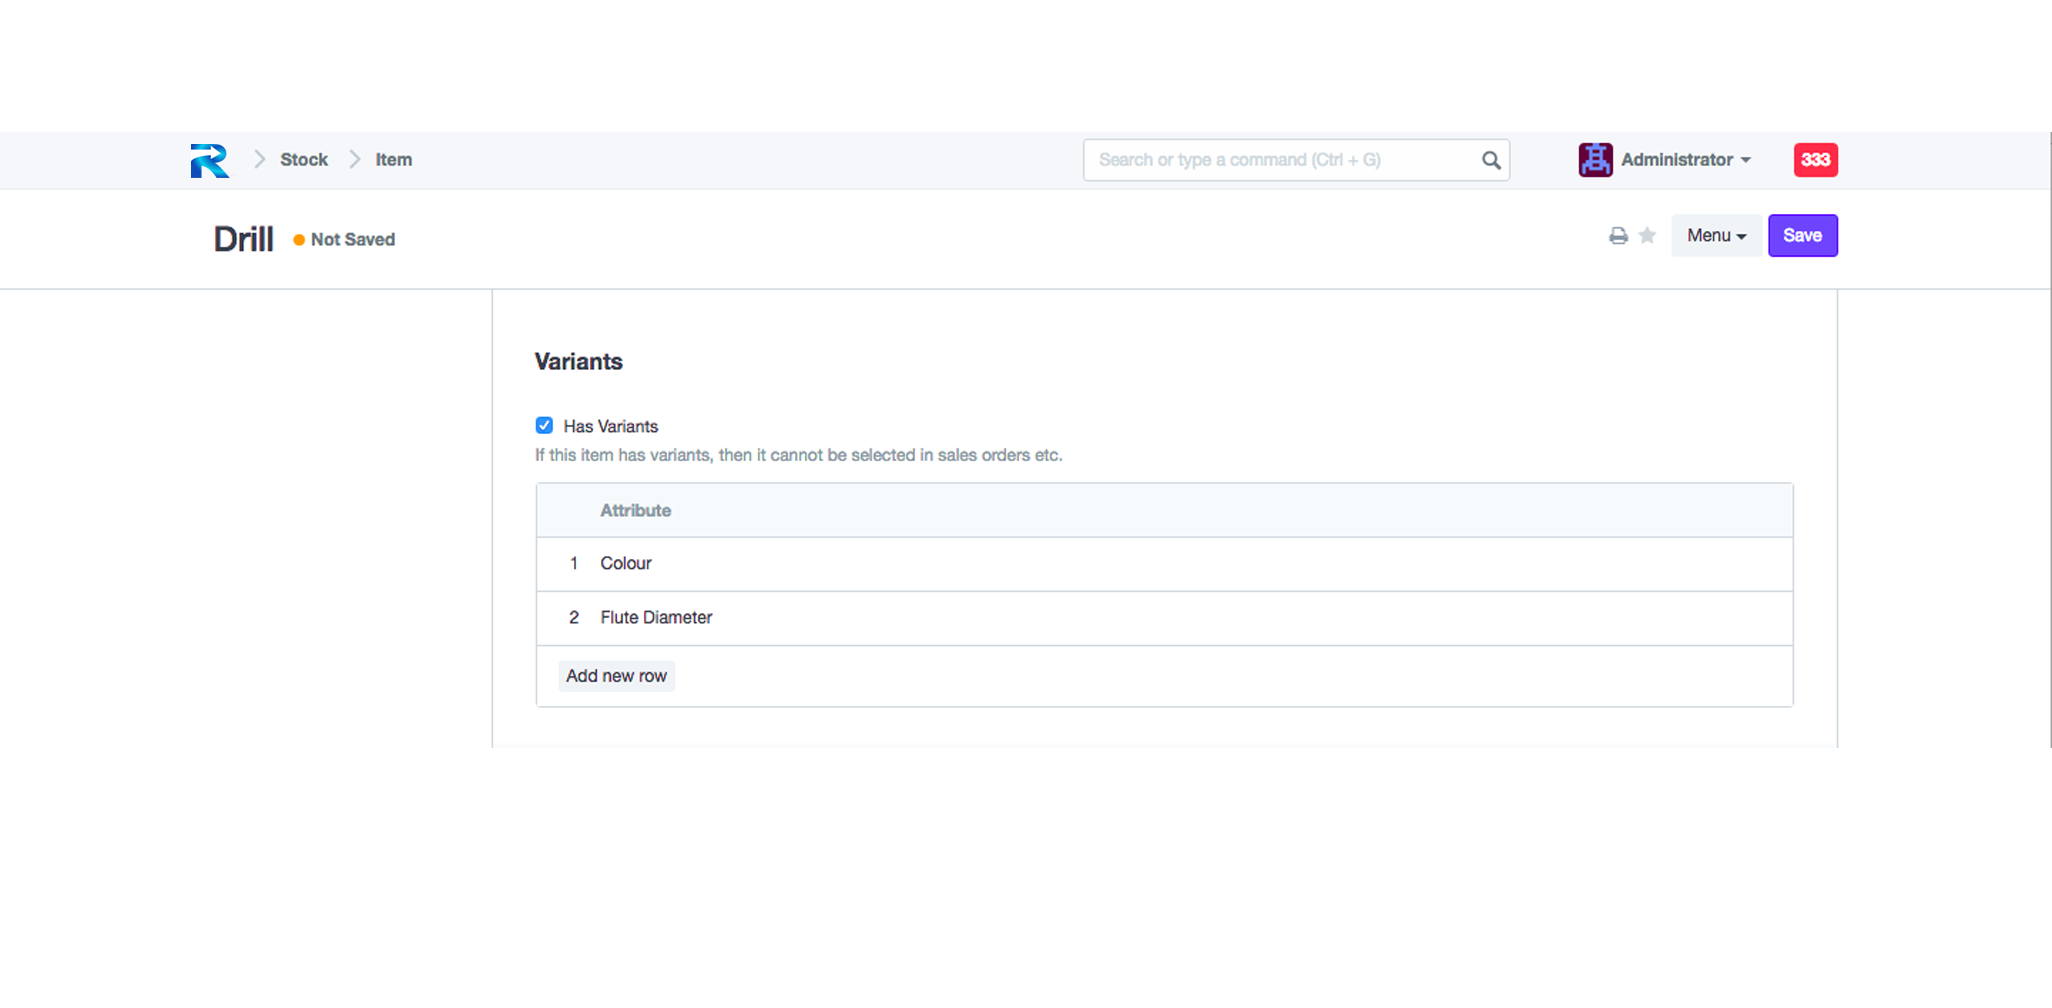 Stock Item Search or type a command (Ctrl + G) Administrator 333
Drill Not Saved Menu Save
Variants
Has Variants
If this item has variants, then it cannot be selected in sales orders etc.
Attribute
1 Colour
2 Flute Diameter
Add new row